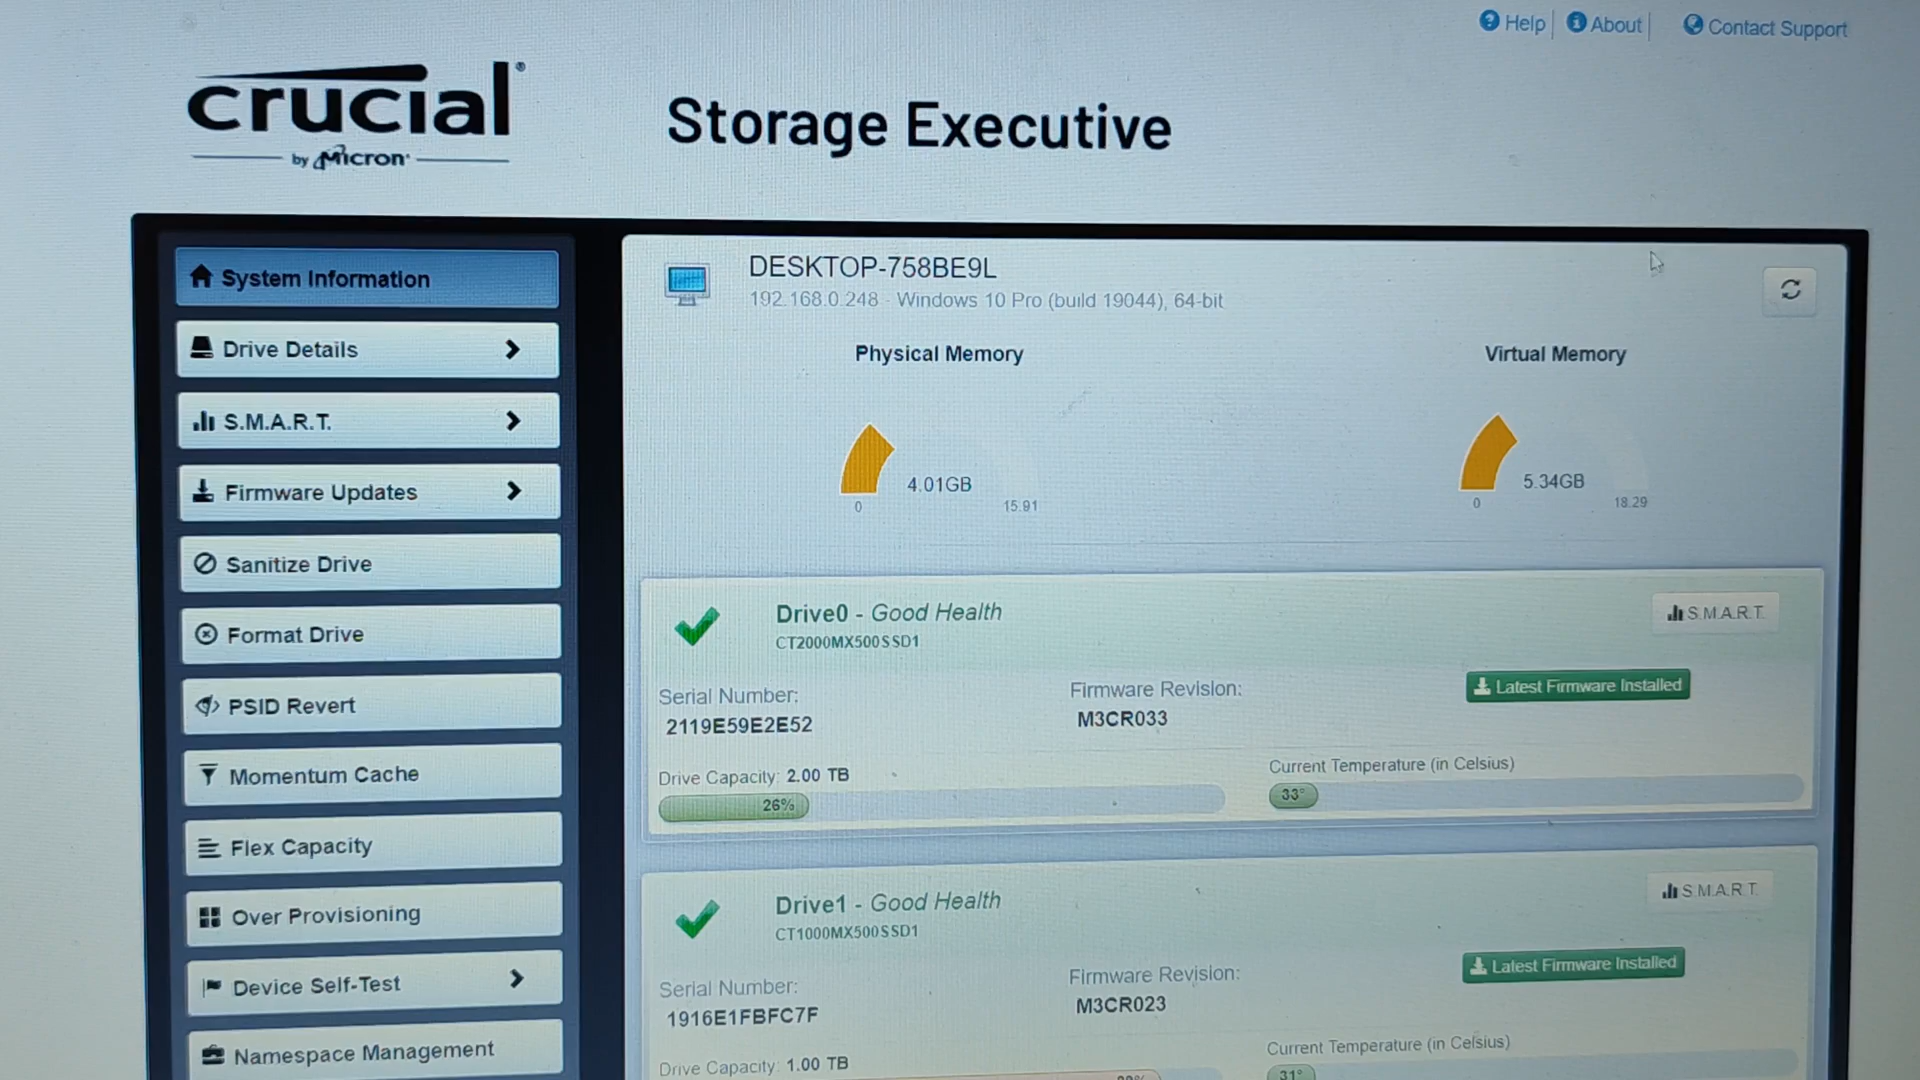 Help
About
Contact Support
crucial®
by Micron®
Storage Executive
System Information
Drive Details
S.M.A.R.T.
Firmware Updates
Sanitize Drive
Format Drive
PSID Revert
Momentum Cache
Flex Capacity
Over Provisioning
Device Self-Test
Namespace Management
DESKTOP-758BE9L
192.168.0.248 - Windows 10 Pro (build 19044), 64-bit
Physical Memory
4.01GB
0
15.91
Virtual Memory
5.34GB
0
18.29
Drive0 - Good Health
CT2000MX500SSD1
S.M.A.R.T.
Serial Number:
2119E59E2E52
Firmware Revision:
M3CR033
Latest Firmware Installed
Drive Capacity: 2.00 TB
26%
Current Temperature (in Celsius)
33°
Drive1 - Good Health
CT1000MX500SSD1
S.M.A.R.T.
Serial Number:
1916E1FBFC7F
Firmware Revision:
M3CR023
Latest Firmware Installed
Drive Capacity: 1.00 TB
Current Temperature (in Celsius)
31°